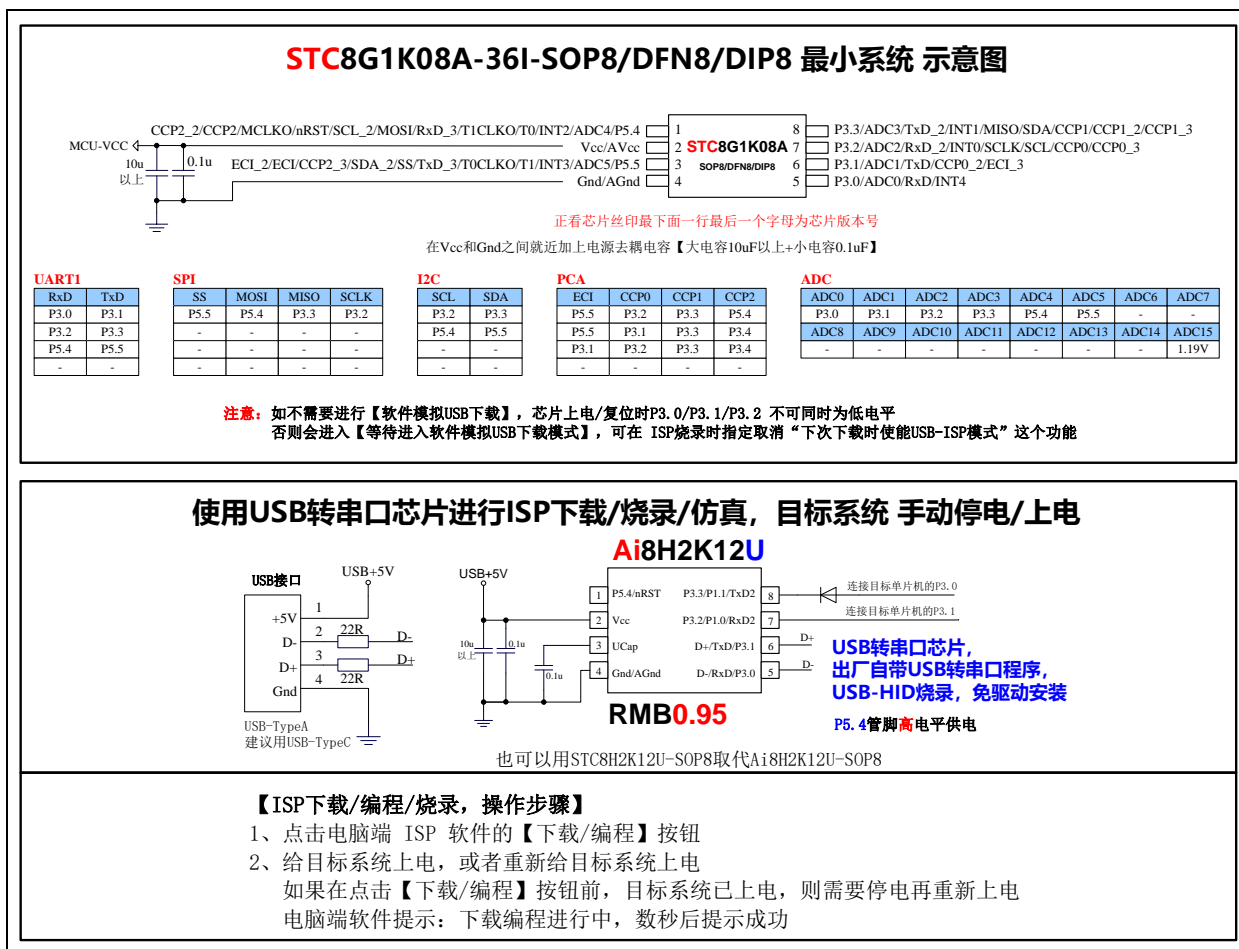 STC8G1K08A-36I-SOP8/DFN8/DIP8 最小系统 示意图
CCP2_2/CCP2/MCLKO/nRST/SCL_2/MOSI/RxD_3/T1CLKO/T0/INT2/ADC4/P5.4 1 8 P3.3/ADC3/TxD_2/INT1/MISO/SDA/CCP1/CCP1_2/CCP1_3
MCU-VCC Vcc/AVcc 2 STC8G1K08A 7 P3.2/ADC2/RxD_2/INT0/SCLK/SCL/CCP0/CCP0_3
10u 以上 0.1u ECI_2/ECI/CCP2_3/SDA_2/SS/TxD_3/T0CLKO/T1/INT3/ADC5/P5.5 3 SOP8/DFN8/DIP8 6 P3.1/ADC1/TxD/CCP0_2/ECI_3
Gnd/AGnd 4 5 P3.0/ADC0/RxD/INT4
正看芯片丝印最下面一行最后一个字母为芯片版本号
在Vcc和Gnd之间就近加上电源去耦电容【大电容10uF以上+小电容0.1uF】
UART1 SPI I2C PCA ADC
RxD TxD SS MOSI MISO SCLK SCL SDA ECI CCP0 CCP1 CCP2 ADC0 ADC1 ADC2 ADC3 ADC4 ADC5 ADC6 ADC7
P3.0 P3.1 P5.5 P5.4 P3.3 P3.2 P3.2 P3.3 P5.5 P3.2 P3.3 P5.4 P3.0 P3.1 P3.2 P3.3 P5.4 P5.5 - -
P3.2 P3.3 - - - - P5.4 P5.5 P5.5 P3.1 P3.3 P3.4 ADC8 ADC9 ADC10 ADC11 ADC12 ADC13 ADC14 ADC15
P5.4 P5.5 - - - - - - P3.1 P3.2 P3.3 P3.4 - - - - - - - 1.19V
- - - - - - - - - - - -
注意：如不需要进行【软件模拟USB下载】，芯片上电/复位时P3.0/P3.1/P3.2 不可同时为低电平
否则会进入【等待进入软件模拟USB下载模式】，可在 ISP烧录时指定取消“下次下载时使能USB-ISP模式”这个功能
使用USB转串口芯片进行ISP下载/烧录/仿真，目标系统 手动停电/上电
Ai8H2K12U
USB接口
USB+5V
+5V 1
D- 2 22R D-
D+ 3 22R D+
Gnd 4
USB-TypeA
建议用USB-TypeC
USB+5V
10u 以上 0.1u
0.1u
1 P5.4/nRST P3.3/P1.1/TxD2 8 连接目标单片机的P3.0
2 Vcc P3.2/P1.0/RxD2 7 连接目标单片机的P3.1
3 UCap D+/TxD/P3.1 6 D+
4 Gnd/AGnd D-/RxD/P3.0 5 D-
RMB0.95
USB转串口芯片，
出厂自带USB转串口程序，
USB-HID烧录，免驱动安装
P5.4管脚高电平供电
也可以用STC8H2K12U-SOP8取代Ai8H2K12U-SOP8
【ISP下载/编程/烧录，操作步骤】
1、点击电脑端 ISP 软件的【下载/编程】按钮
2、给目标系统上电，或者重新给目标系统上电
如果在点击【下载/编程】按钮前，目标系统已上电，则需要停电再重新上电
电脑端软件提示：下载编程进行中，数秒后提示成功